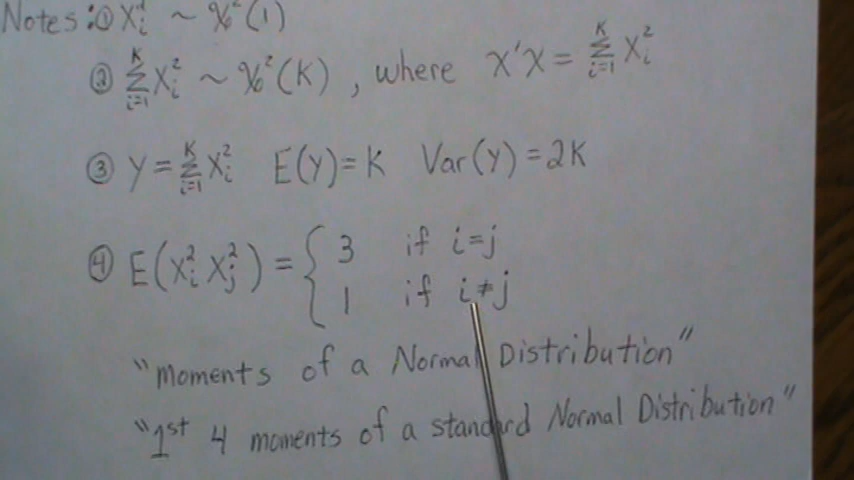 Notes: ① Xᵢ² ~ χ²(1)
② Σᵢ₌₁ᴷ Xᵢ² ~ χ²(K), where X'X = Σᵢ₌₁ᴷ Xᵢ²
③ Y = Σᵢ₌₁ᴷ Xᵢ² E(Y) = K Var(Y) = 2K
④ E(Xᵢ² Xⱼ²) = { 3 if i=j
1 if i≠j
"moments of a Normal Distribution"
"1st 4 moments of a standard Normal Distribution"